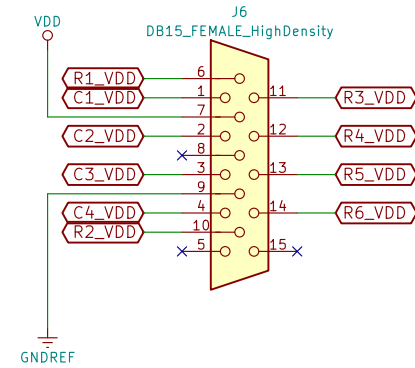 J6
VDD
DB15_FEMALE_HighDensity
R1_VDD 6
C1_VDD 1 11 R3_VDD
7
C2_VDD 2 12 R4_VDD
8
C3_VDD 3 13 R5_VDD
9
C4_VDD 4 14 R6_VDD
R2_VDD 10
5 15
GNDREF